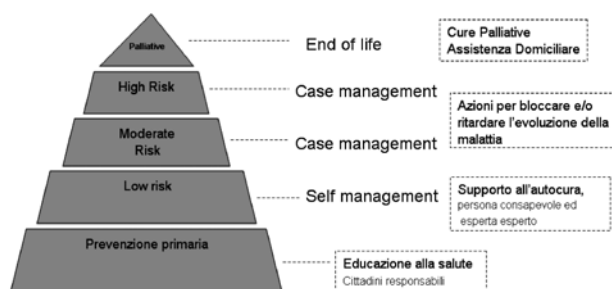 Palliative
End of life
Cure Palliative
Assistenza Domiciliare
High Risk
Case management
Azioni per bloccare e/o
ritardare l'evoluzione della
malattia
Moderate
Risk
Case management
Low risk
Self management
Supporto all'autocura,
persona consapevole ed
esperta esperto
Prevenzione primaria
Educazione alla salute
Cittadini responsabili